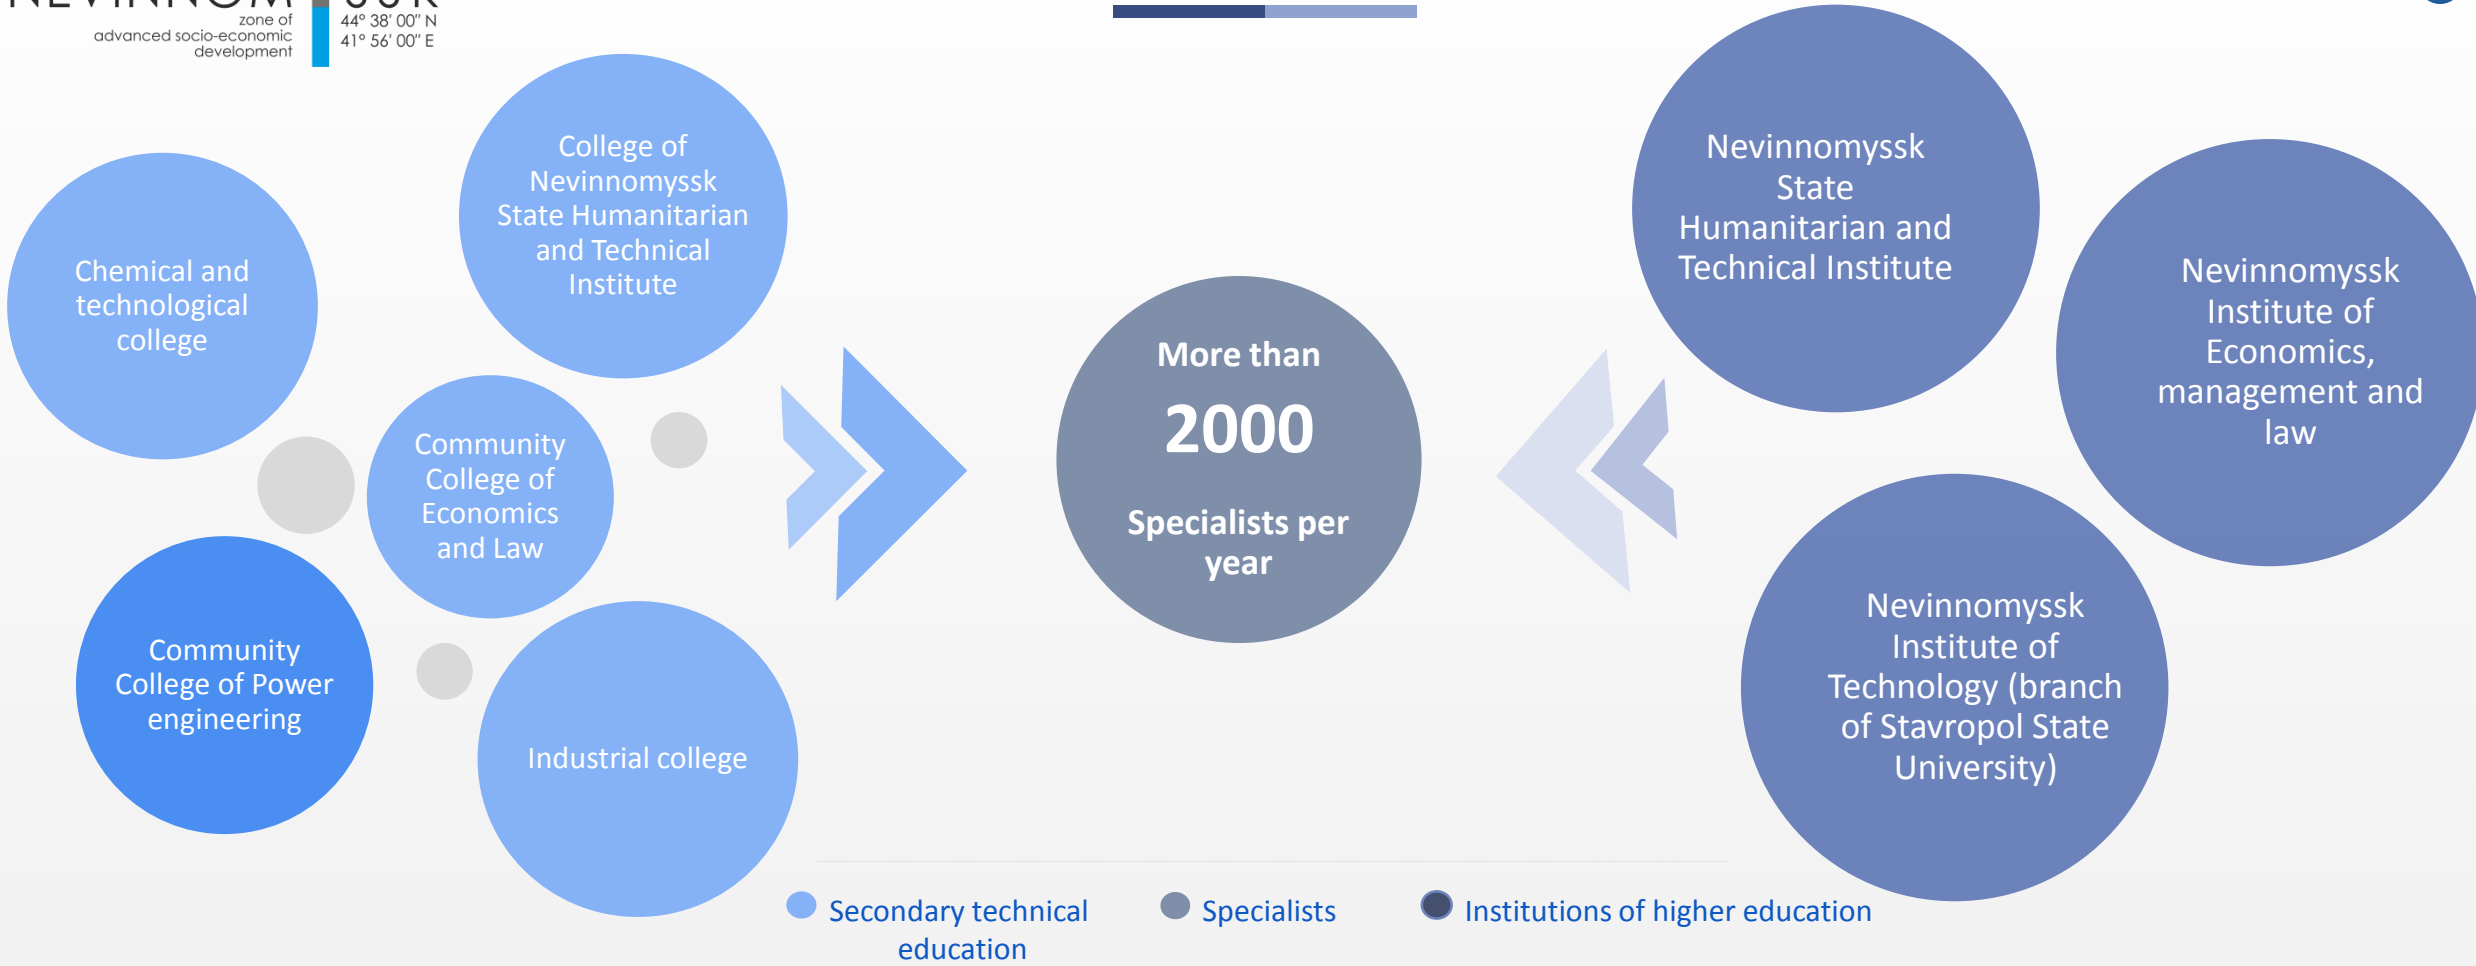 zone of
advanced socio-economic
development
44° 38' 00" N
41° 56' 00" E
Chemical and
technological
college
College of
Nevinnomyssk
State Humanitarian
and Technical
Institute
Community
College of
Economics
and Law
Community
College of Power
engineering
Industrial college
More than
2000
Specialists per
year
Nevinnomyssk
State
Humanitarian and
Technical Institute
Nevinnomyssk
Institute of
Economics,
management and
law
Nevinnomyssk
Institute of
Technology (branch
of Stavropol State
University)
Secondary technical
education
Specialists
Institutions of higher education